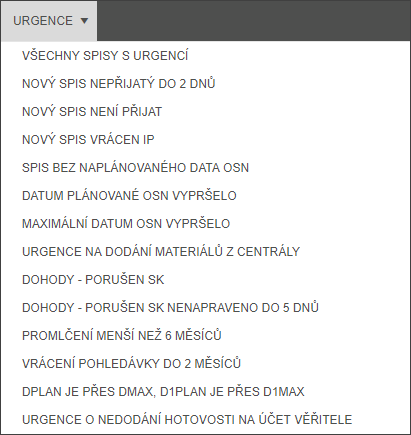 URGENCE
VŠECHNY SPISY S URGENCÍ
NOVÝ SPIS NEPŘIJATÝ DO 2 DNŮ
NOVÝ SPIS NENÍ PŘIJAT
NOVÝ SPIS VRÁCEN IP
SPIS BEZ NAPLÁNOVANÉHO DATA OSN
DATUM PLÁNOVANÉ OSN VYPRŠELO
MAXIMÁLNÍ DATUM OSN VYPRŠELO
URGENCE NA DODÁNÍ MATERIÁLŮ Z CENTRÁLY
DOHODY - PORUŠEN SK
DOHODY - PORUŠEN SK NENAPRAVENO DO 5 DNŮ
PROMLČENÍ MENŠÍ NEŽ 6 MĚSÍCŮ
VRÁCENÍ POHLEDÁVKY DO 2 MĚSÍCŮ
DPLAN JE PŘES DMAX, D1PLAN JE PŘES D1MAX
URGENCE O NEDODÁNÍ HOTOVOSTI NA ÚČET VĚŘITELE